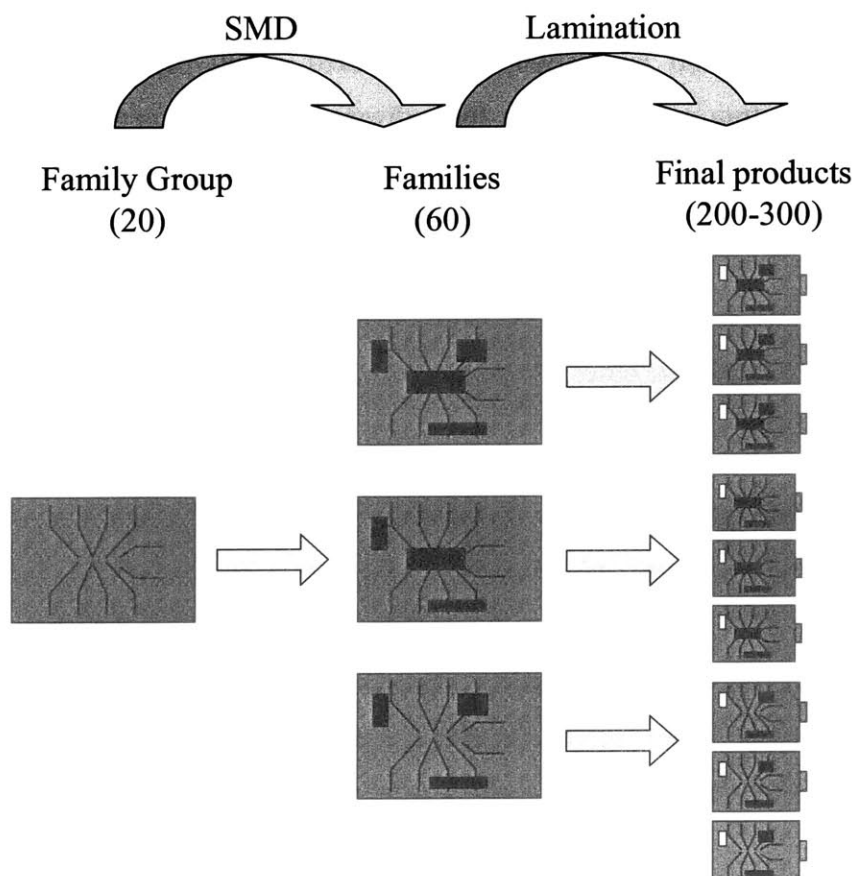 SMD
Lamination
Family Group
(20)
Families
(60)
Final products
(200-300)